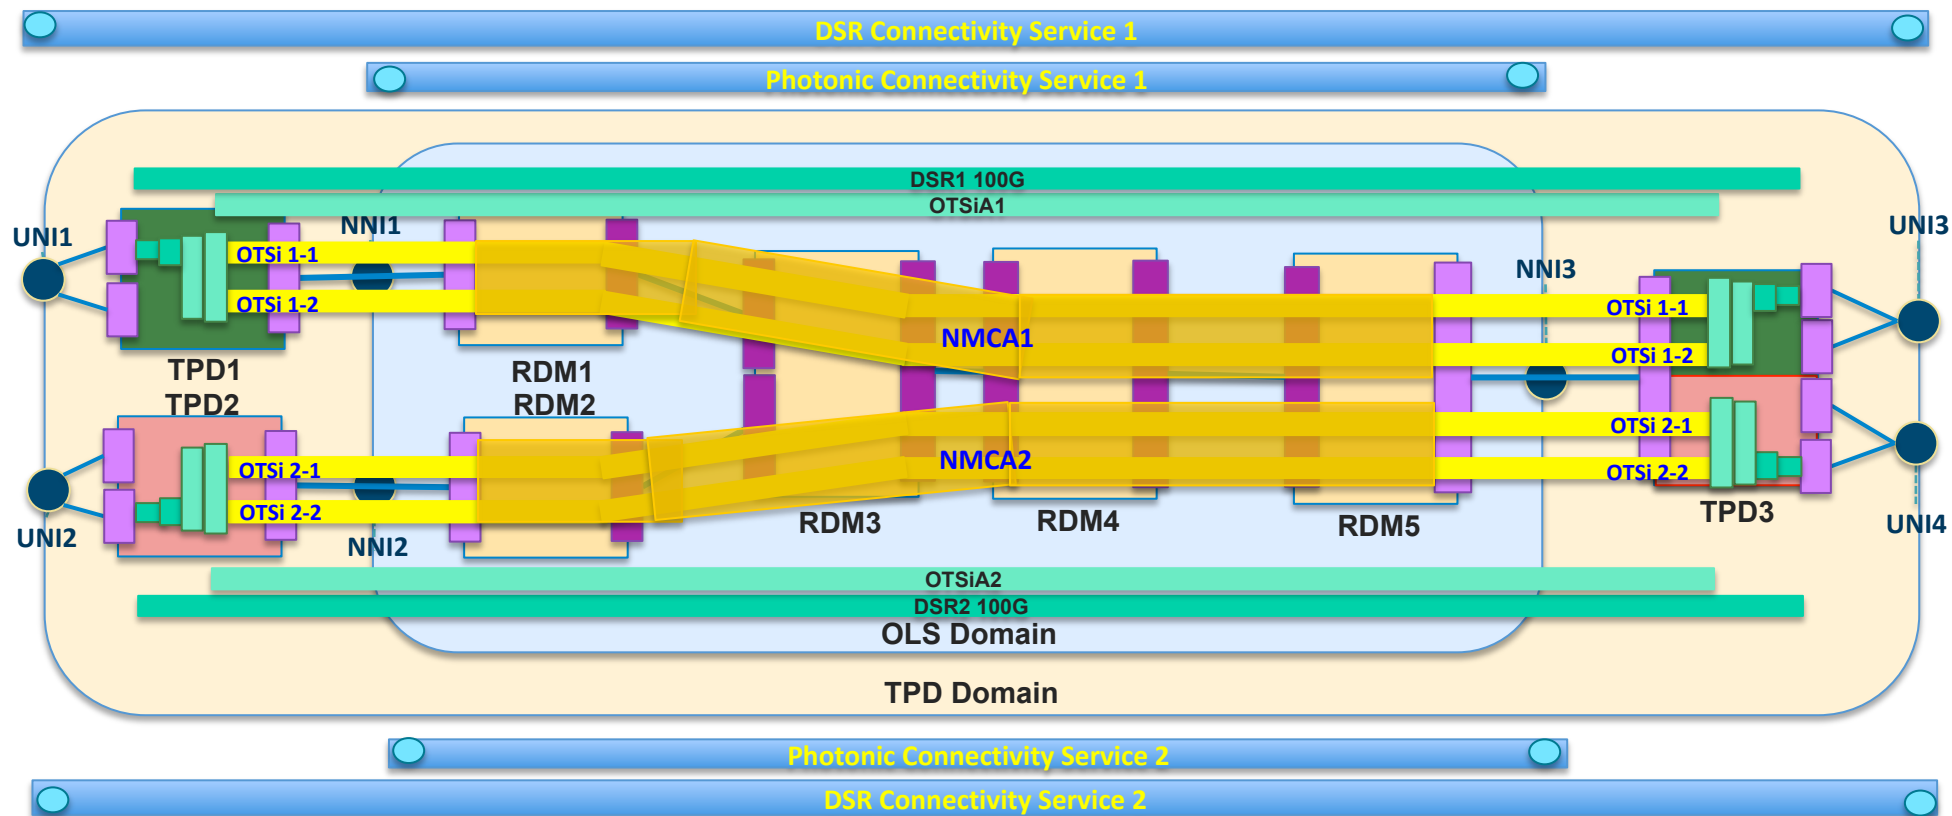 DSR Connectivity Service 1
Photonic Connectivity Service 1
DSR1 100G
OTSiA1
UNI1
NNI1
UNI3
OTSi 1-1
NNI3
OTSi 1-2
OTSi 1-1
NMCA1
OTSi 1-2
TPD1
RDM1
TPD2
RDM2
OTSi 2-1
OTSi 2-1
NMCA2
OTSi 2-2
OTSi 2-2
RDM3
RDM4
RDM5
TPD3
UNI2
NNI2
UNI4
OTSiA2
DSR2 100G
OLS Domain
TPD Domain
Photonic Connectivity Service 2
DSR Connectivity Service 2